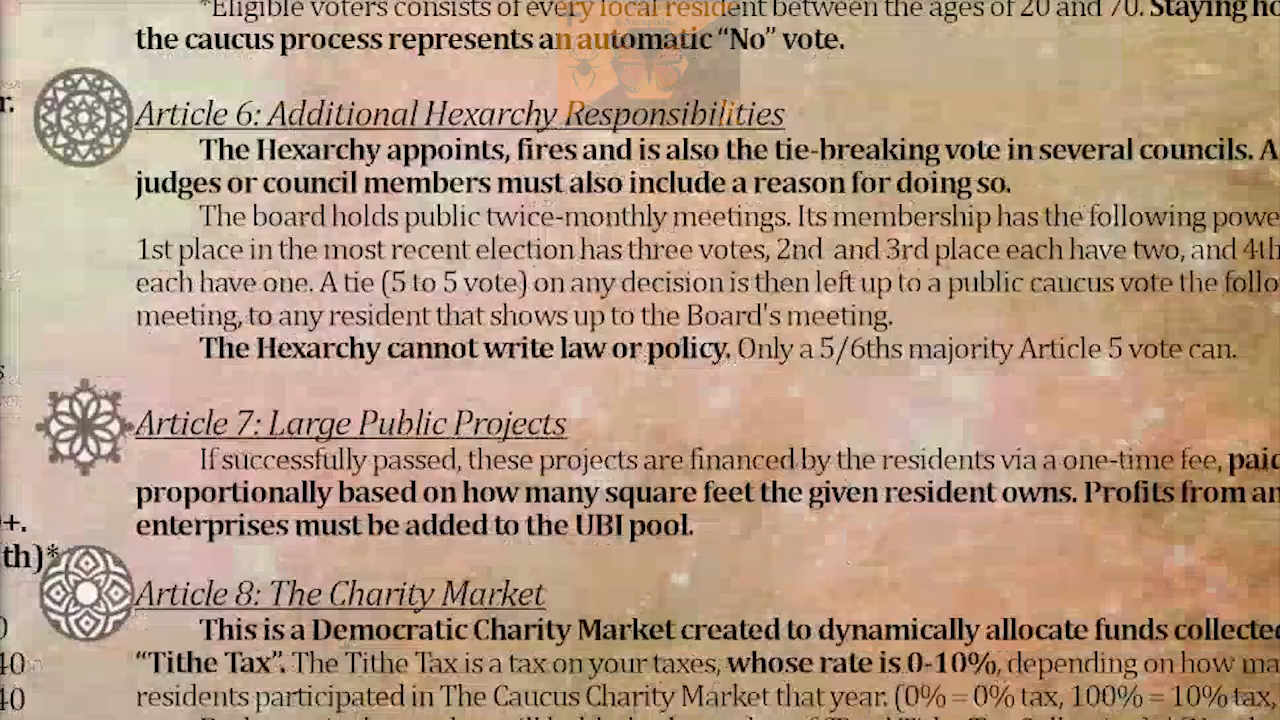 *Eligible voters consists of every local resident between the ages of 20 and 70. Staying
the caucus process represents an automatic “No” vote.
r.
Article 6: Additional Hexarchy Responsibilities
The Hexarchy appoints, fires and is also the tie-breaking vote in several councils. A
judges or council members must also include a reason for doing so.
The board holds public twice-monthly meetings. Its membership has the following powe
1st place in the most recent election has three votes, 2nd and 3rd place each have two, and 4th
each have one. A tie (5 to 5 vote) on any decision is then left up to a public caucus vote the follo
meeting, to any resident that shows up to the Board's meeting.
The Hexarchy cannot write law or policy. Only a 5/6ths majority Article 5 vote can.
Article 7: Large Public Projects
If successfully passed, these projects are financed by the residents via a one-time fee, paid
proportionally based on how many square feet the given resident owns. Profits from an
+.
enterprises must be added to the UBI pool.
th)*
Article 8: The Charity Market
This is a Democratic Charity Market created to dynamically allocate funds collecte
“Tithe Tax”. The Tithe Tax is a tax on your taxes, whose rate is 0-10%, depending on how ma
40
residents participated in The Caucus Charity Market that year. (0% = 0% tax, 100% = 10% tax,
40